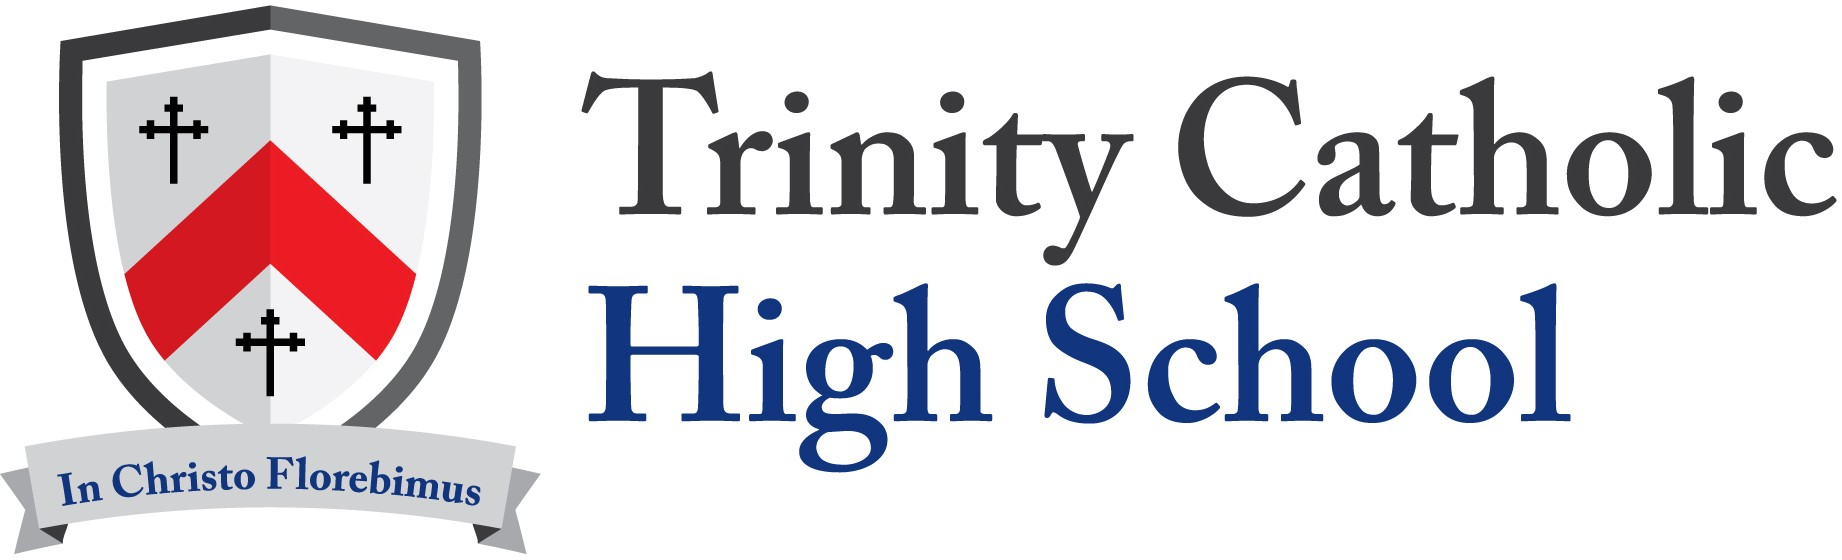 Trinity Catholic
High School
In Christo Florebimus